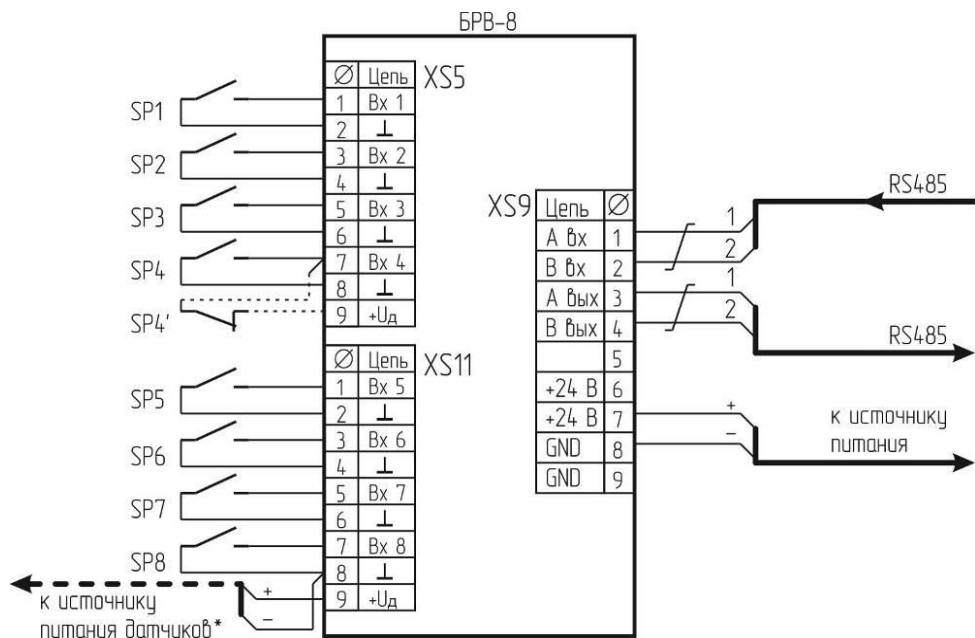 БРВ-8
XS5
∅ Цепь
1 Вх 1
2 ⊥
3 Вх 2
4 ⊥
5 Вх 3
6 ⊥
7 Вх 4
8 ⊥
9 +Uд
SP1
SP2
SP3
SP4
SP4'
XS11
∅ Цепь
1 Вх 5
2 ⊥
3 Вх 6
4 ⊥
5 Вх 7
6 ⊥
7 Вх 8
8 ⊥
9 +Uд
SP5
SP6
SP7
SP8
+
–
к источнику
питания датчиков*
XS9
Цепь ∅
А вх 1
В вх 2
А вых 3
В вых 4
5
+24 В 6
+24 В 7
GND 8
GND 9
1
2
RS485
1
2
RS485
+
–
к источнику
питания